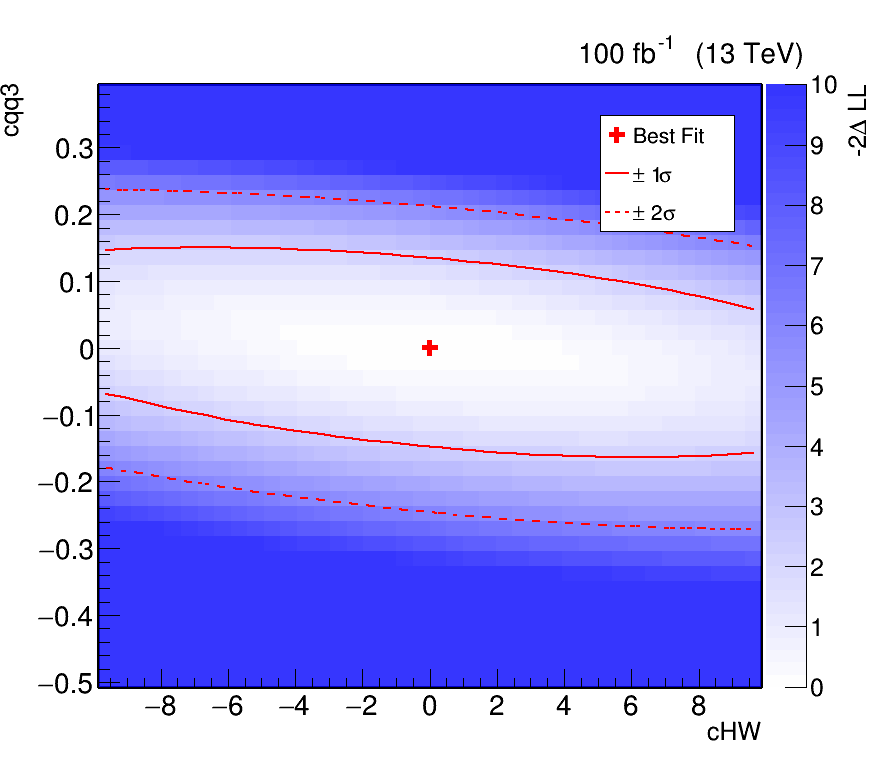 100 fb⁻¹ (13 TeV)
cqq3
-2Δ LL
Best Fit
± 1σ
± 2σ
0.3
0.2
0.1
0
−0.1
−0.2
−0.3
−0.4
−0.5
−8 −6 −4 −2 0 2 4 6 8
cHW
10
9
8
7
6
5
4
3
2
1
0